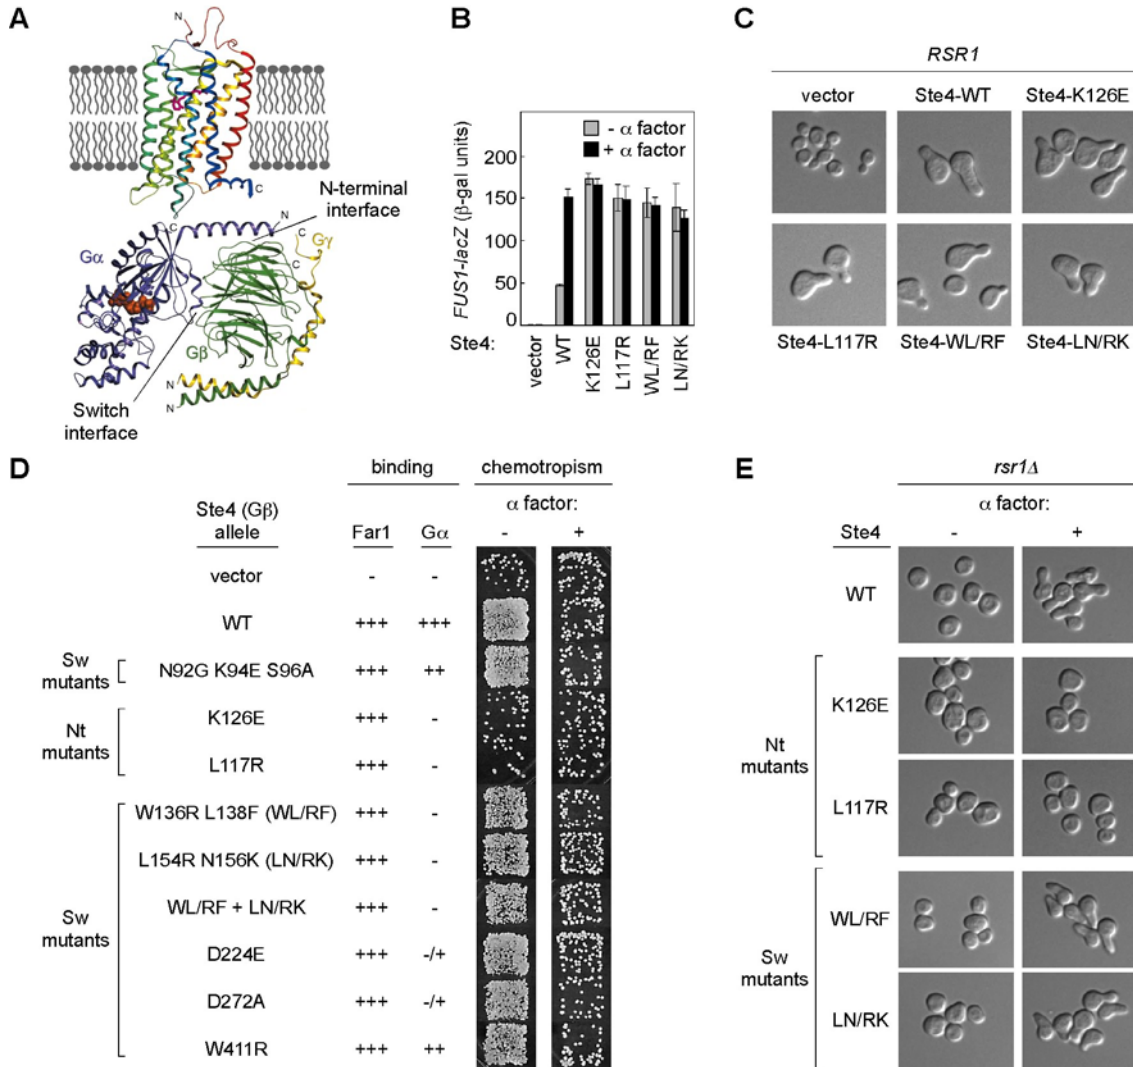 A
N
C
N-terminal
interface
N
C
C
Gγ
Gα
Gβ
N
N
Switch
interface
B
FUS1-lacZ (β-gal units)
200
150
100
50
0
- α factor
+ α factor
Ste4:
vector
WT
K126E
L117R
WL/RF
LN/RK
C
RSR1
vector
Ste4-WT
Ste4-K126E
Ste4-L117R
Ste4-WL/RF
Ste4-LN/RK
D
binding
chemotropism
Ste4 (Gβ)
allele
Far1
Gα
α factor:
-
+
vector
-
-
WT
+++
+++
Sw
mutants
N92G K94E S96A
+++
++
Nt
mutants
K126E
+++
-
L117R
+++
-
Sw
mutants
W136R L138F (WL/RF)
+++
-
L154R N156K (LN/RK)
+++
-
WL/RF + LN/RK
+++
-
D224E
+++
-/+
D272A
+++
-/+
W411R
+++
++
E
rsr1Δ
α factor:
Ste4
-
+
WT
Nt
mutants
K126E
L117R
Sw
mutants
WL/RF
LN/RK